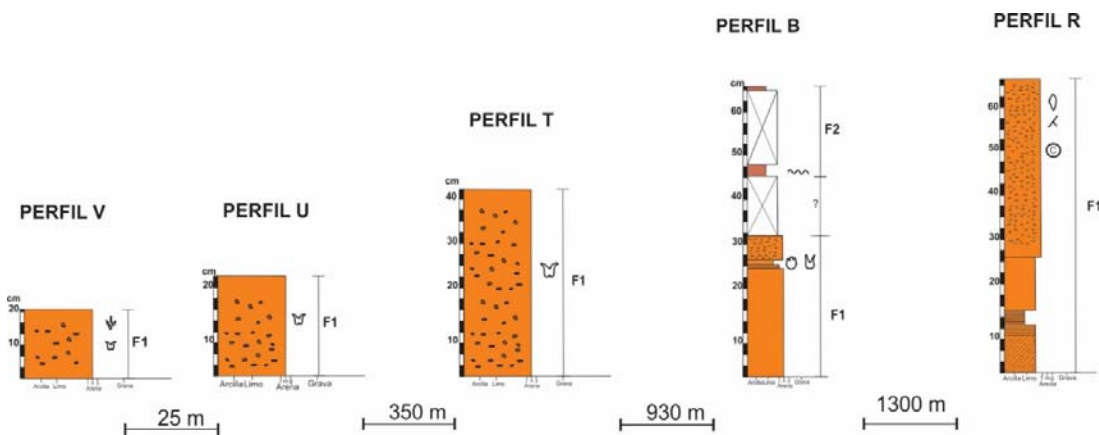 PERFIL V
cm
20
10
F1
Arcilla Limo Arena Grava
25 m
PERFIL U
cm
20
10
F1
Arcilla Limo Arena Grava
350 m
PERFIL T
cm
40
30
20
10
F1
Arcilla Limo Arena Grava
930 m
PERFIL B
cm
50
40
30
20
10
F2
?
F1
Arcilla Limo Arena Grava
1300 m
PERFIL R
60
50
40
30
20
10
C
F1
Arcilla Limo Arena Grava